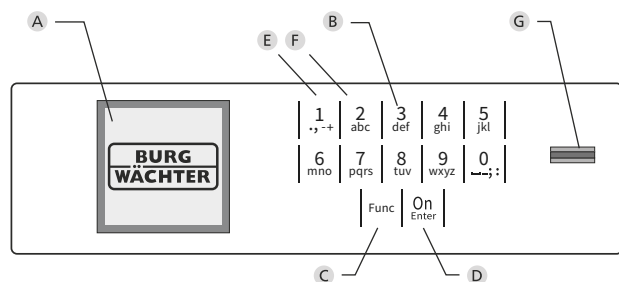 A
E F B
G
1 2 3 4 5
.,-+ abc def ghi jkl
BURG
WÄCHTER
6 7 8 9 0
mno pqrs tuv wxyz ⎵–;:
Func On
Enter
C D